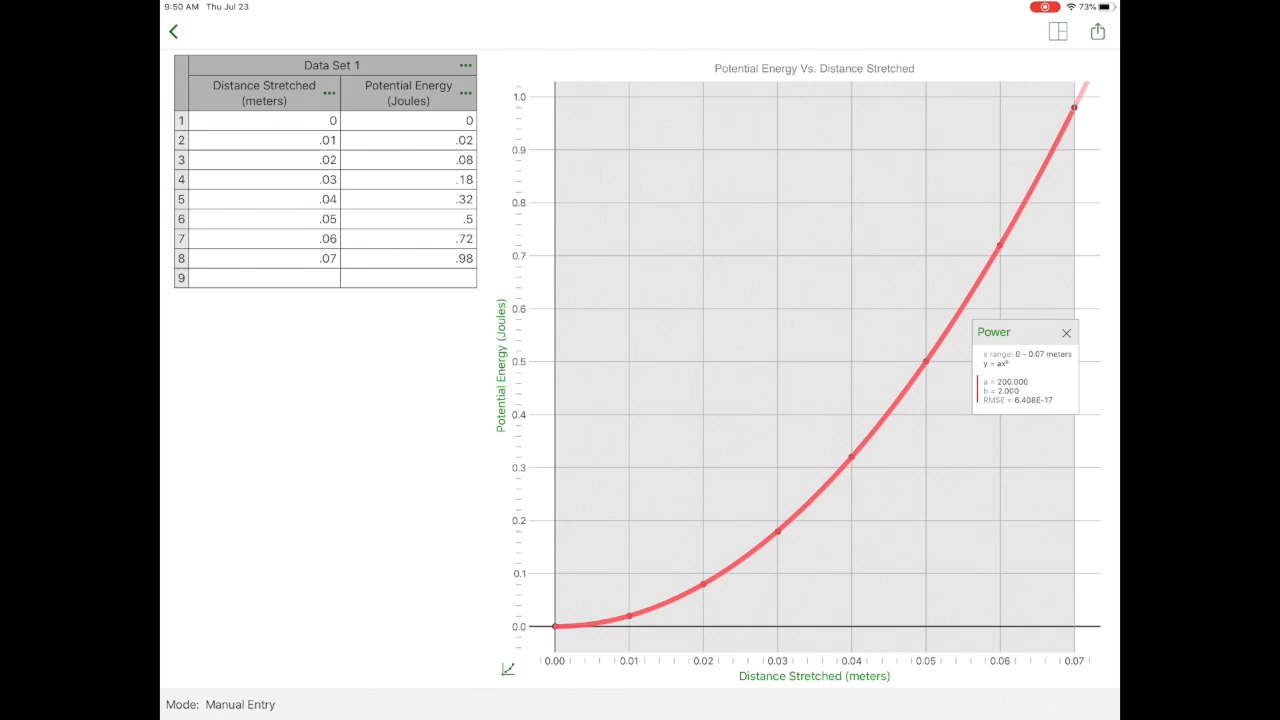 9:50 AM Thu Jul 23
73%
Data Set 1
Distance Stretched (meters) Potential Energy (Joules)
1 0 0
2 .01 .02
3 .02 .08
4 .03 .18
5 .04 .32
6 .05 .5
7 .06 .72
8 .07 .98
9
Potential Energy Vs. Distance Stretched
1.0
0.9
0.8
0.7
0.6
0.5
0.4
0.3
0.2
0.1
0.0
Potential Energy (Joules)
Power
x range: 0 - 0.07 meters
y = axᵇ
a = 200.000
b = 2.000
RMSE = 6.408E-17
0.00 0.01 0.02 0.03 0.04 0.05 0.06 0.07
Distance Stretched (meters)
Mode: Manual Entry